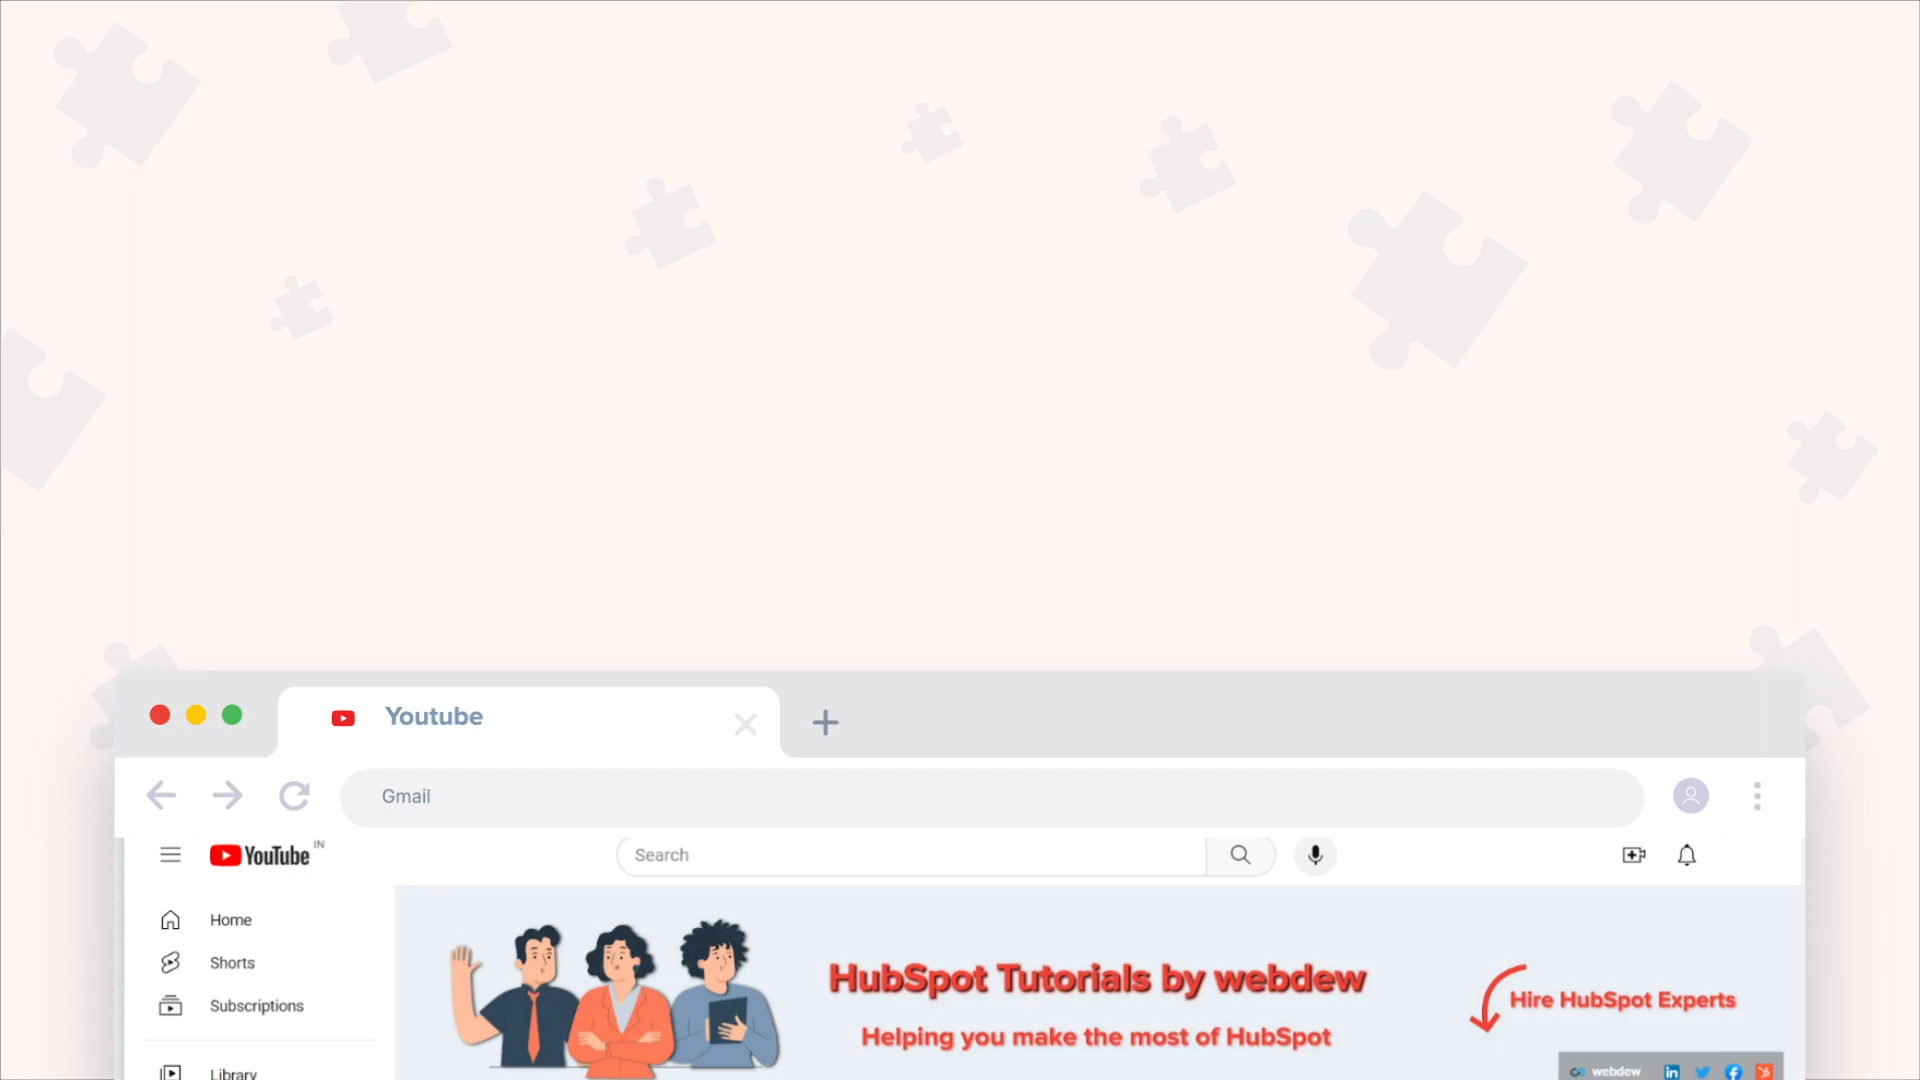 Youtube
Gmail
YouTube IN
Search
Home
Shorts
Subscriptions
Library
HubSpot Tutorials by webdew
Helping you make the most of HubSpot
Hire HubSpot Experts
webdew